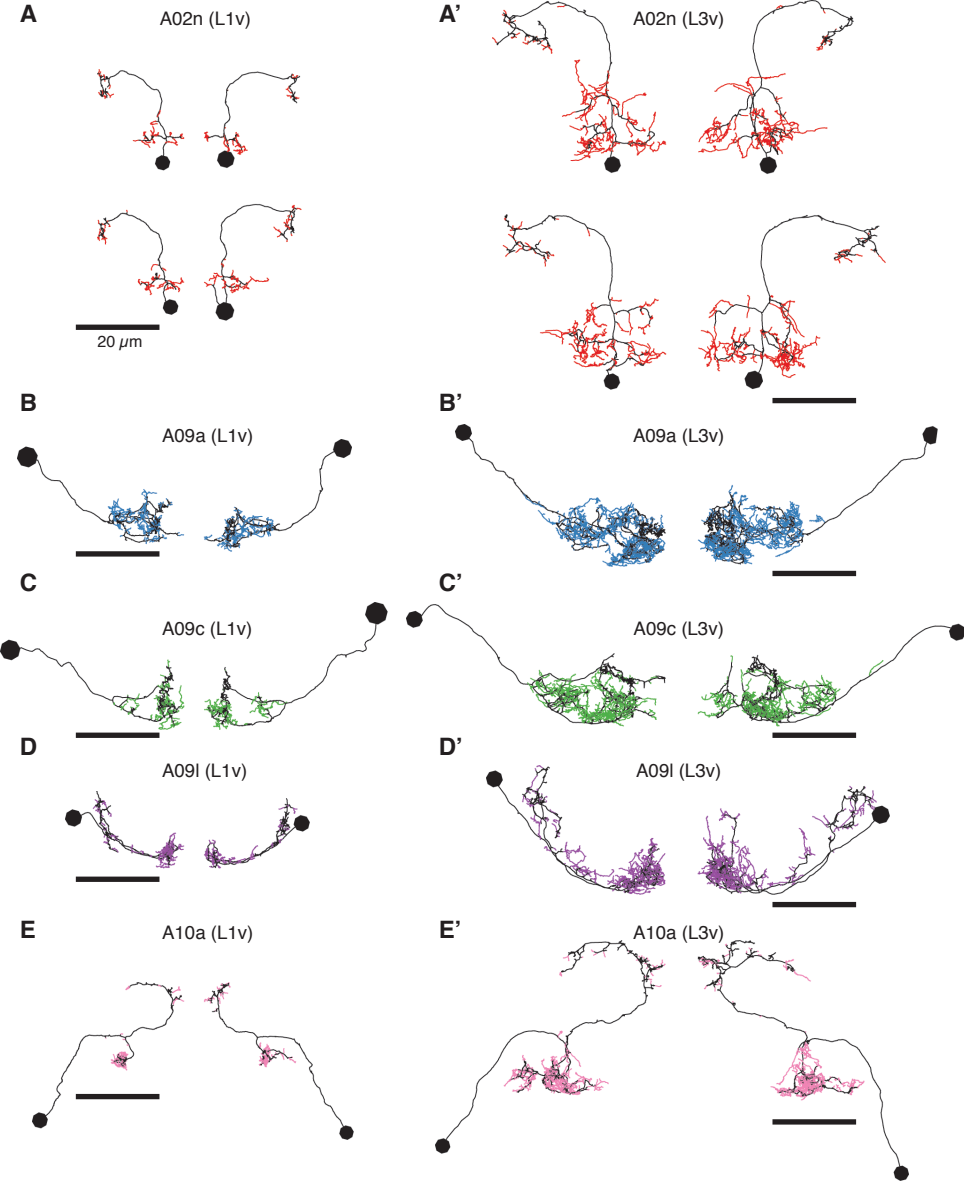 A
A02n (L1v)
A'
A02n (L3v)
20 µm
B
A09a (L1v)
B'
A09a (L3v)
C
A09c (L1v)
C'
A09c (L3v)
D
A09l (L1v)
D'
A09l (L3v)
E
A10a (L1v)
E'
A10a (L3v)